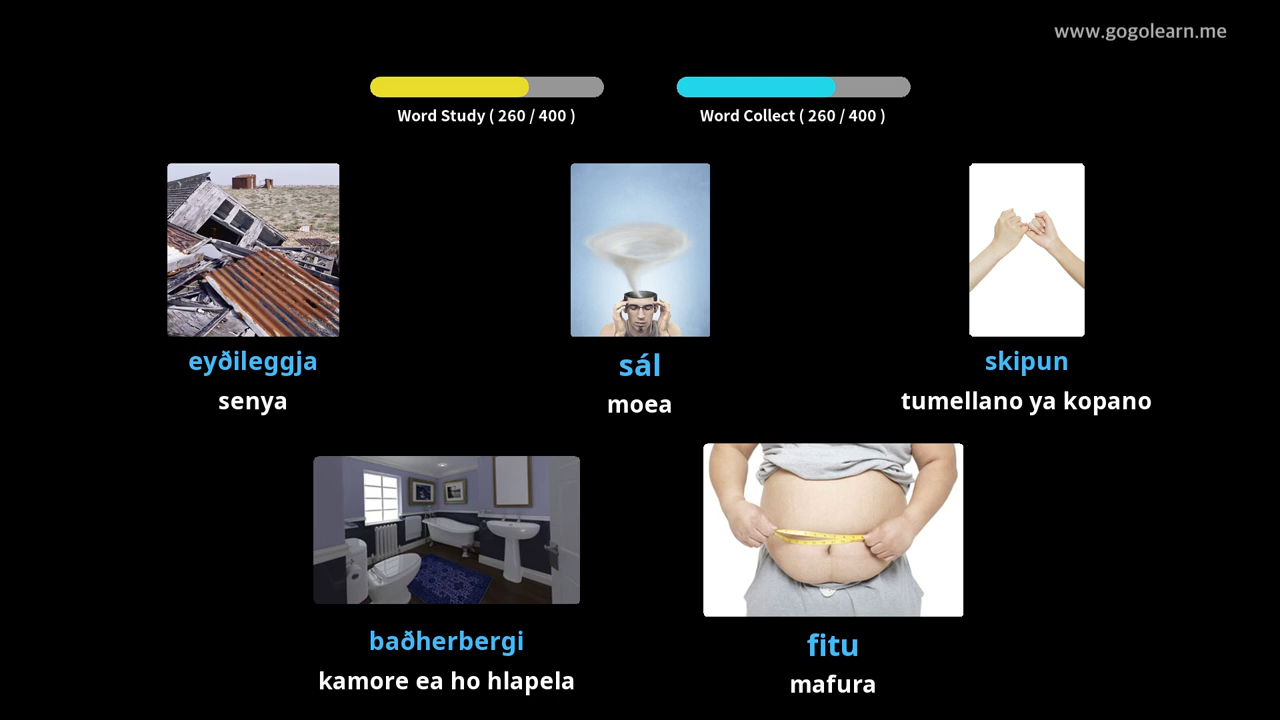 www.gogolearn.me
Word Study ( 260 / 400 )
Word Collect ( 260 / 400 )
eyðileggja
senya
sál
moea
skipun
tumellano ya kopano
baðherbergi
kamore ea ho hlapela
fitu
mafura